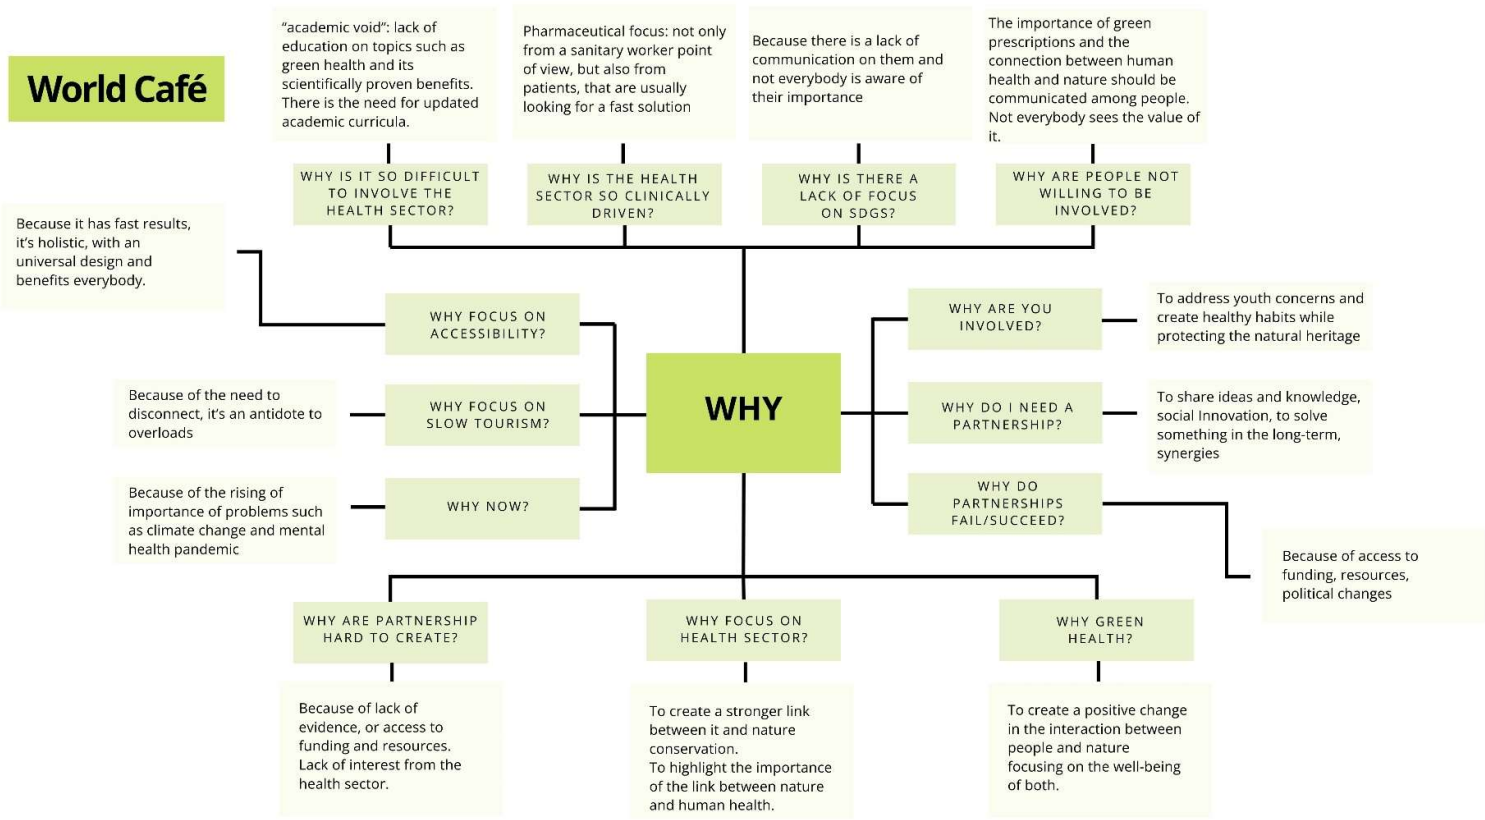 World Café
“academic void”: lack of
education on topics such as
green health and its
scientifically proven benefits.
There is the need for updated
academic curricula.
Pharmaceutical focus: not only
from a sanitary worker point
of view, but also from
patients, that are usually
looking for a fast solution
Because there is a lack of
communication on them and
not everybody is aware of
their importance
The importance of green
prescriptions and the
connection between human
health and nature should be
communicated among people.
Not everybody sees the value of
it.
WHY IS IT SO DIFFICULT
TO INVOLVE THE
HEALTH SECTOR?
WHY IS THE HEALTH
SECTOR SO CLINICALLY
DRIVEN?
WHY IS THERE A
LACK OF FOCUS
ON SDGS?
WHY ARE PEOPLE NOT
WILLING TO BE
INVOLVED?
Because it has fast results,
it’s holistic, with an
universal design and
benefits everybody.
WHY FOCUS ON
ACCESSIBILITY?
Because of the need to
disconnect, it’s an antidote to
overloads
WHY FOCUS ON
SLOW TOURISM?
Because of the rising of
importance of problems such
as climate change and mental
health pandemic
WHY NOW?
WHY
WHY ARE YOU
INVOLVED?
To address youth concerns and
create healthy habits while
protecting the natural heritage
WHY DO I NEED A
PARTNERSHIP?
To share ideas and knowledge,
social Innovation, to solve
something in the long-term,
synergies
WHY DO
PARTNERSHIPS
FAIL/SUCCEED?
Because of access to
funding, resources,
political changes
WHY ARE PARTNERSHIP
HARD TO CREATE?
Because of lack of
evidence, or access to
funding and resources.
Lack of interest from the
health sector.
WHY FOCUS ON
HEALTH SECTOR?
To create a stronger link
between it and nature
conservation.
To highlight the importance
of the link between nature
and human health.
WHY GREEN
HEALTH?
To create a positive change
in the interaction between
people and nature
focusing on the well-being
of both.